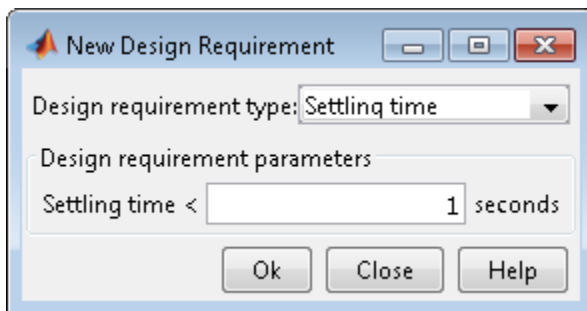 New Design Requirement
Design requirement type: Settling time
Design requirement parameters
Settling time < 1 seconds
Ok Close Help